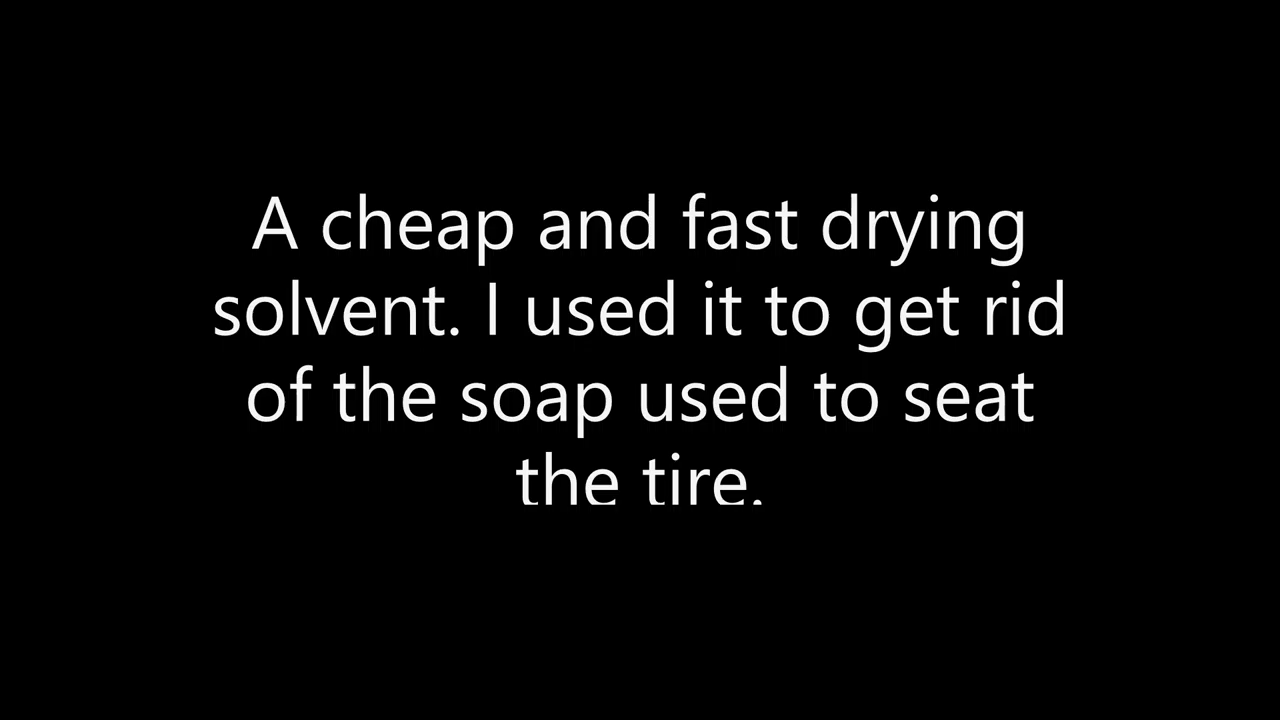 A cheap and fast drying
solvent. I used it to get rid
of the soap used to seat
the tire.